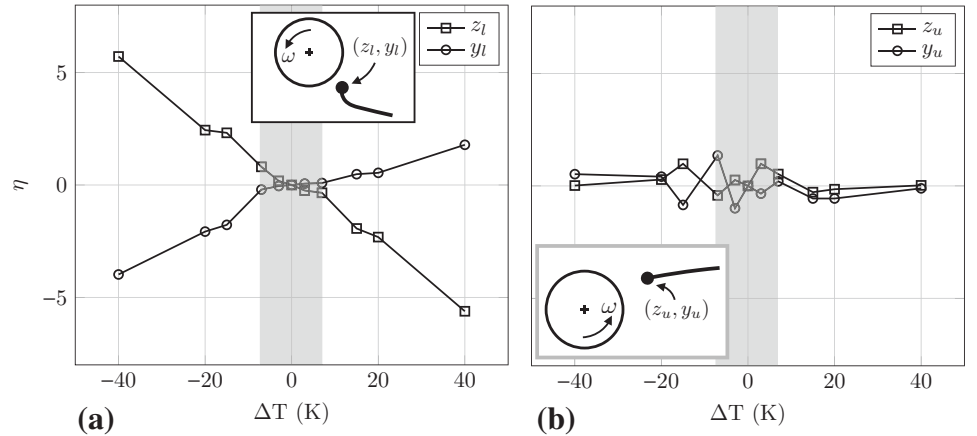 5
0
−5
η
−40
−20
0
20
40
ΔT (K)
(a)
z_l
y_l
ω
(z_l, y_l)
−40
−20
0
20
40
ΔT (K)
(b)
z_u
y_u
ω
(z_u, y_u)